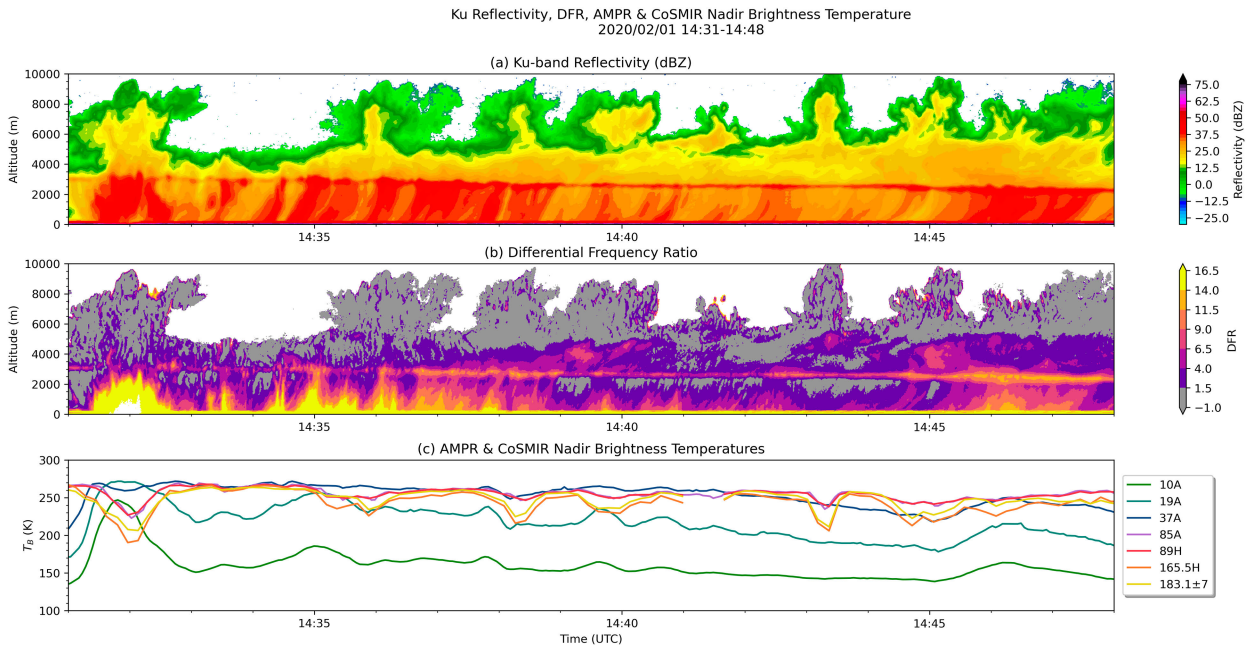 Ku Reflectivity, DFR, AMPR & CoSMIR Nadir Brightness Temperature
2020/02/01 14:31-14:48
(a) Ku-band Reflectivity (dBZ)
Altitude (m)
10000
8000
6000
4000
2000
0
14:35
14:40
14:45
75.0
62.5
50.0
37.5
25.0
12.5
0.0
−12.5
−25.0
Reflectivity (dBZ)
(b) Differential Frequency Ratio
Altitude (m)
10000
8000
6000
4000
2000
0
14:35
14:40
14:45
16.5
14.0
11.5
9.0
6.5
4.0
1.5
−1.0
DFR
(c) AMPR & CoSMIR Nadir Brightness Temperatures
T_B (K)
300
250
200
150
100
14:35
14:40
14:45
Time (UTC)
10A
19A
37A
85A
89H
165.5H
183.1±7